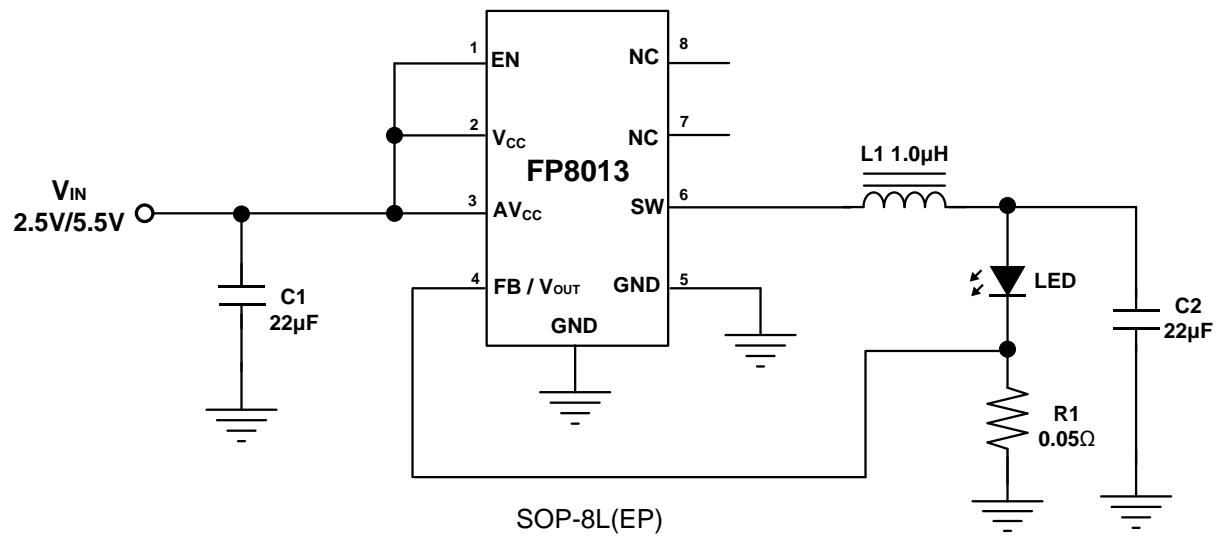 1
EN
NC
8
2
VCC
NC
7
FP8013
L1 1.0µH
VIN
2.5V/5.5V
3
AVCC
SW
6
4
FB / VOUT
GND
5
LED
C1
22µF
GND
C2
22µF
R1
0.05Ω
SOP-8L(EP)